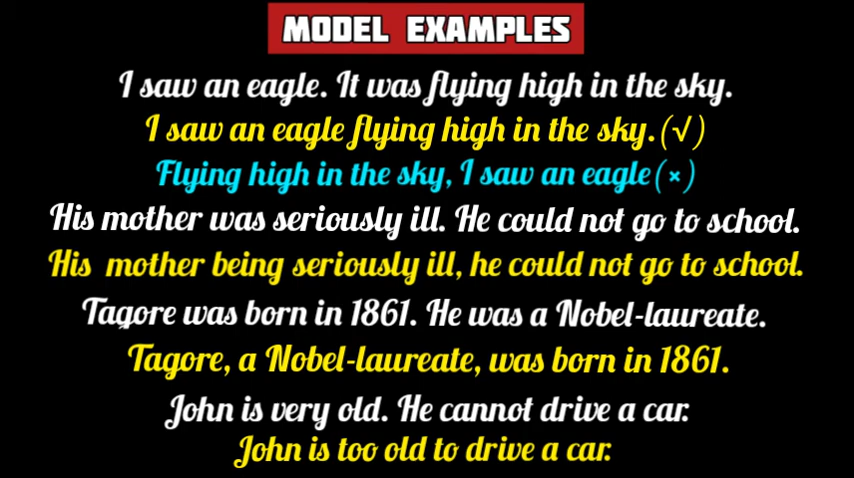 MODEL EXAMPLES
I saw an eagle. It was flying high in the sky.
I saw an eagle flying high in the sky.(√)
Flying high in the sky, I saw an eagle(×)
His mother was seriously ill. He could not go to school.
His mother being seriously ill, he could not go to school.
Tagore was born in 1861. He was a Nobel-laureate.
Tagore, a Nobel-laureate, was born in 1861.
John is very old. He cannot drive a car.
John is too old to drive a car.